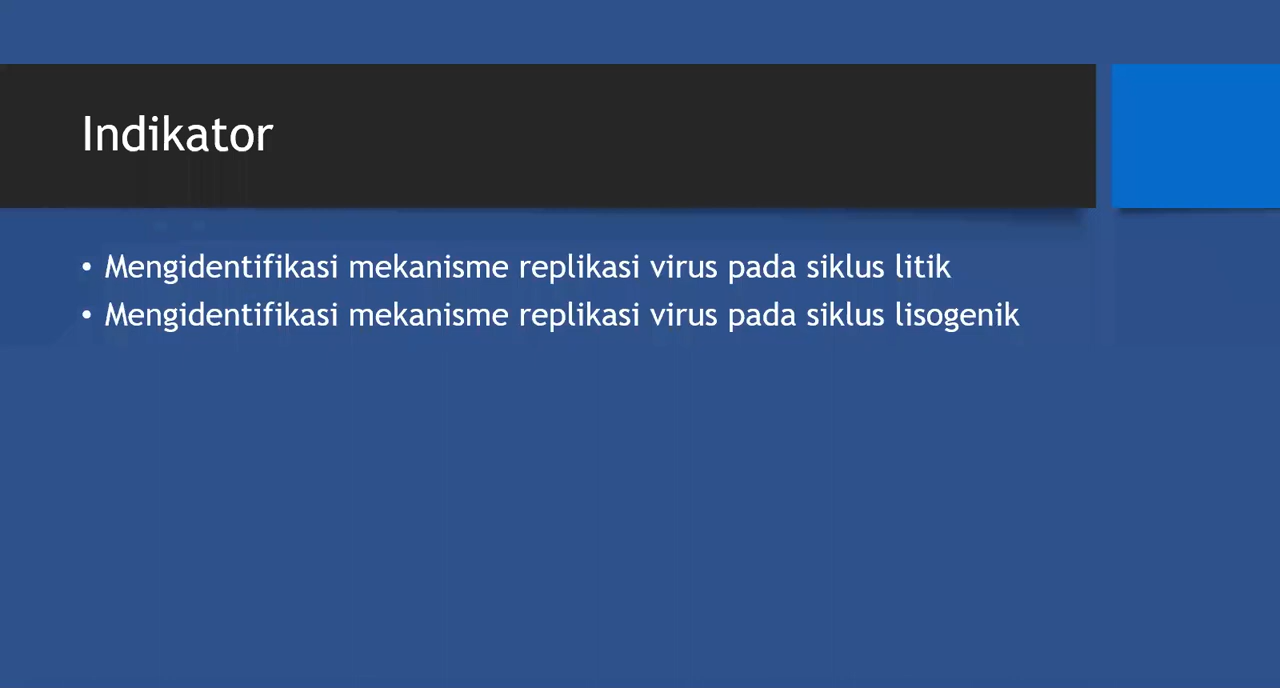 Indikator
• Mengidentifikasi mekanisme replikasi virus pada siklus litik
• Mengidentifikasi mekanisme replikasi virus pada siklus lisogenik